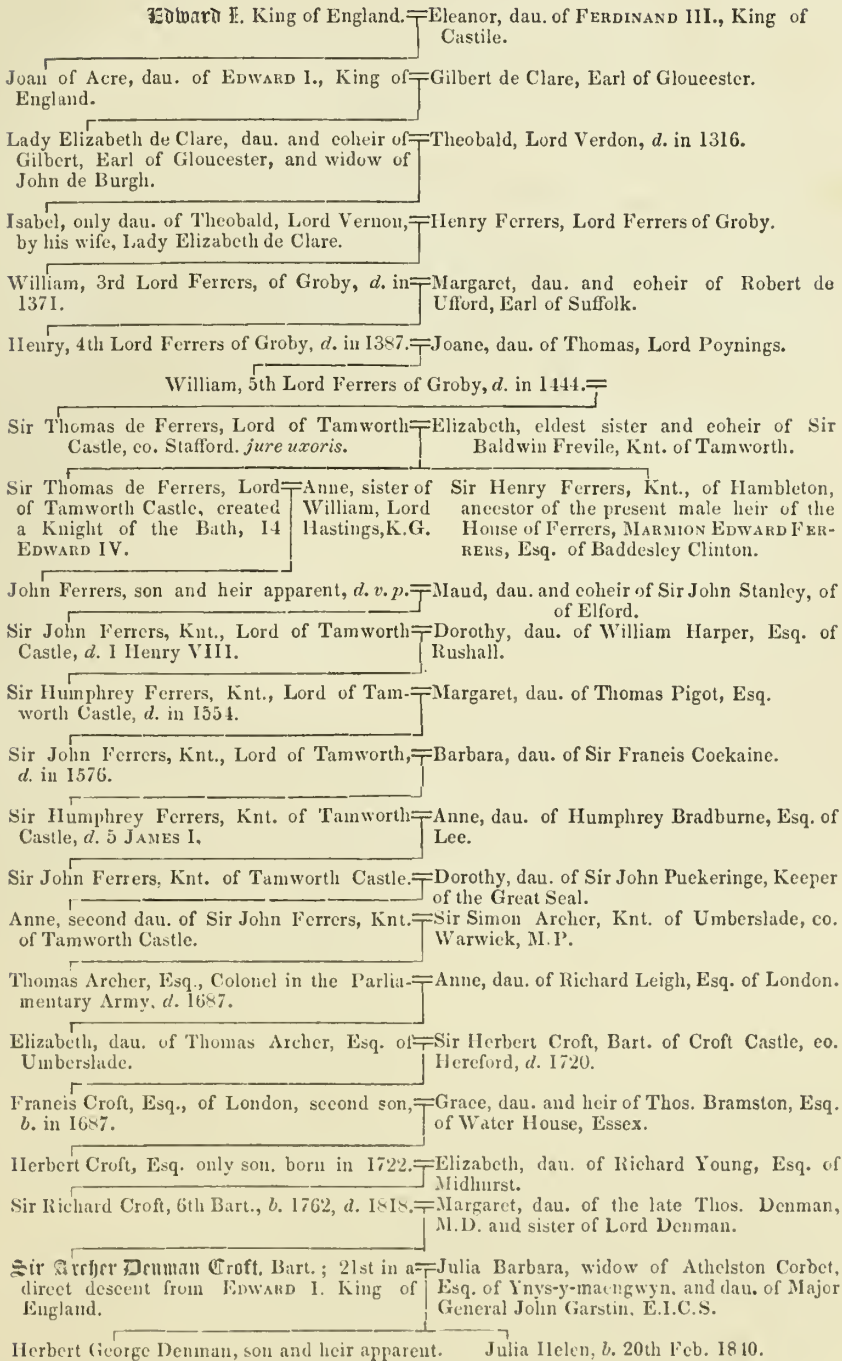 Edward I. King of England.=Eleanor, dau. of FERDINAND III., King of
Castile.
Joan of Acre, dau. of EDWARD I., King of=Gilbert de Clare, Earl of Gloucester.
England.
Lady Elizabeth de Clare, dau. and coheir of=Theobald, Lord Verdon, d. in 1316.
Gilbert, Earl of Gloucester, and widow of
John de Burgh.
Isabel, only dau. of Theobald, Lord Vernon,=Henry Ferrers, Lord Ferrers of Groby.
by his wife, Lady Elizabeth de Clare.
William, 3rd Lord Ferrers, of Groby, d. in=Margaret, dau. and coheir of Robert de
1371. Ufford, Earl of Suffolk.
Henry, 4th Lord Ferrers of Groby, d. in 1387.=Joane, dau. of Thomas, Lord Poynings.
William, 5th Lord Ferrers of Groby, d. in 1444.=
Sir Thomas de Ferrers, Lord of Tamworth=Elizabeth, eldest sister and coheir of Sir
Castle, co. Stafford. jure uxoris. Baldwin Frevile, Knt. of Tamworth.
Sir Thomas de Ferrers, Lord=Anne, sister of Sir Henry Ferrers, Knt., of Hambleton,
of Tamworth Castle, created William, Lord ancestor of the present male heir of the
a Knight of the Bath, 14 Hastings, K.G. House of Ferrers, MARMION EDWARD FER-
EDWARD IV. RERS, Esq. of Baddesley Clinton.
John Ferrers, son and heir apparent, d. v. p.=Maud, dau. and coheir of Sir John Stanley, of
of Elford.
Sir John Ferrers, Knt., Lord of Tamworth=Dorothy, dau. of William Harper, Esq. of
Castle, d. 1 Henry VIII. Rushall.
Sir Humphrey Ferrers, Knt., Lord of Tam-=Margaret, dau. of Thomas Pigot, Esq.
worth Castle, d. in 1554.
Sir John Ferrers, Knt., Lord of Tamworth,=Barbara, dau. of Sir Francis Cockaine.
d. in 1576.
Sir Humphrey Ferrers, Knt. of Tamworth=Anne, dau. of Humphrey Bradburne, Esq. of
Castle, d. 5 JAMES I. Lee.
Sir John Ferrers, Knt. of Tamworth Castle.=Dorothy, dau. of Sir John Puckeringe, Keeper
of the Great Seal.
Anne, second dau. of Sir John Ferrers, Knt.=Sir Simon Archer, Knt. of Umberslade, co.
of Tamworth Castle. Warwick, M.P.
Thomas Archer, Esq., Colonel in the Parlia-=Anne, dau. of Richard Leigh, Esq. of London.
mentary Army, d. 1687.
Elizabeth, dau. of Thomas Archer, Esq. of=Sir Herbert Croft, Bart. of Croft Castle, co.
Umberslade. Hereford, d. 1720.
Francis Croft, Esq., of London, second son,=Grace, dau. and heir of Thos. Bramston, Esq.
b. in 1687. of Water House, Essex.
Herbert Croft, Esq. only son, born in 1722.=Elizabeth, dau. of Richard Young, Esq. of
Midhurst.
Sir Richard Croft, 6th Bart., b. 1762, d. 1818.=Margaret, dau. of the late Thos. Denman,
M.D. and sister of Lord Denman.
Sir Archer Denman Croft, Bart.; 21st in a=Julia Barbara, widow of Athelston Corbet,
direct descent from EDWARD I. King of Esq. of Ynys-y-maengwyn, and dau. of Major
England. General John Garstin, E.I.C.S.
Herbert George Denman, son and heir apparent. Julia Helen, b. 20th Feb. 1840.